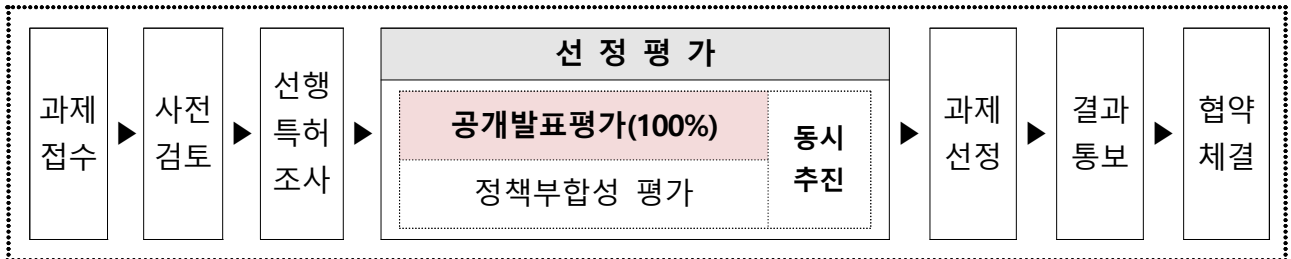 과제
접수
▶
사전
검토
▶
선행
특허
조사
▶
선 정 평 가
공개발표평가(100%)
정책부합성 평가
동시
추진
▶
과제
선정
▶
결과
통보
▶
협약
체결